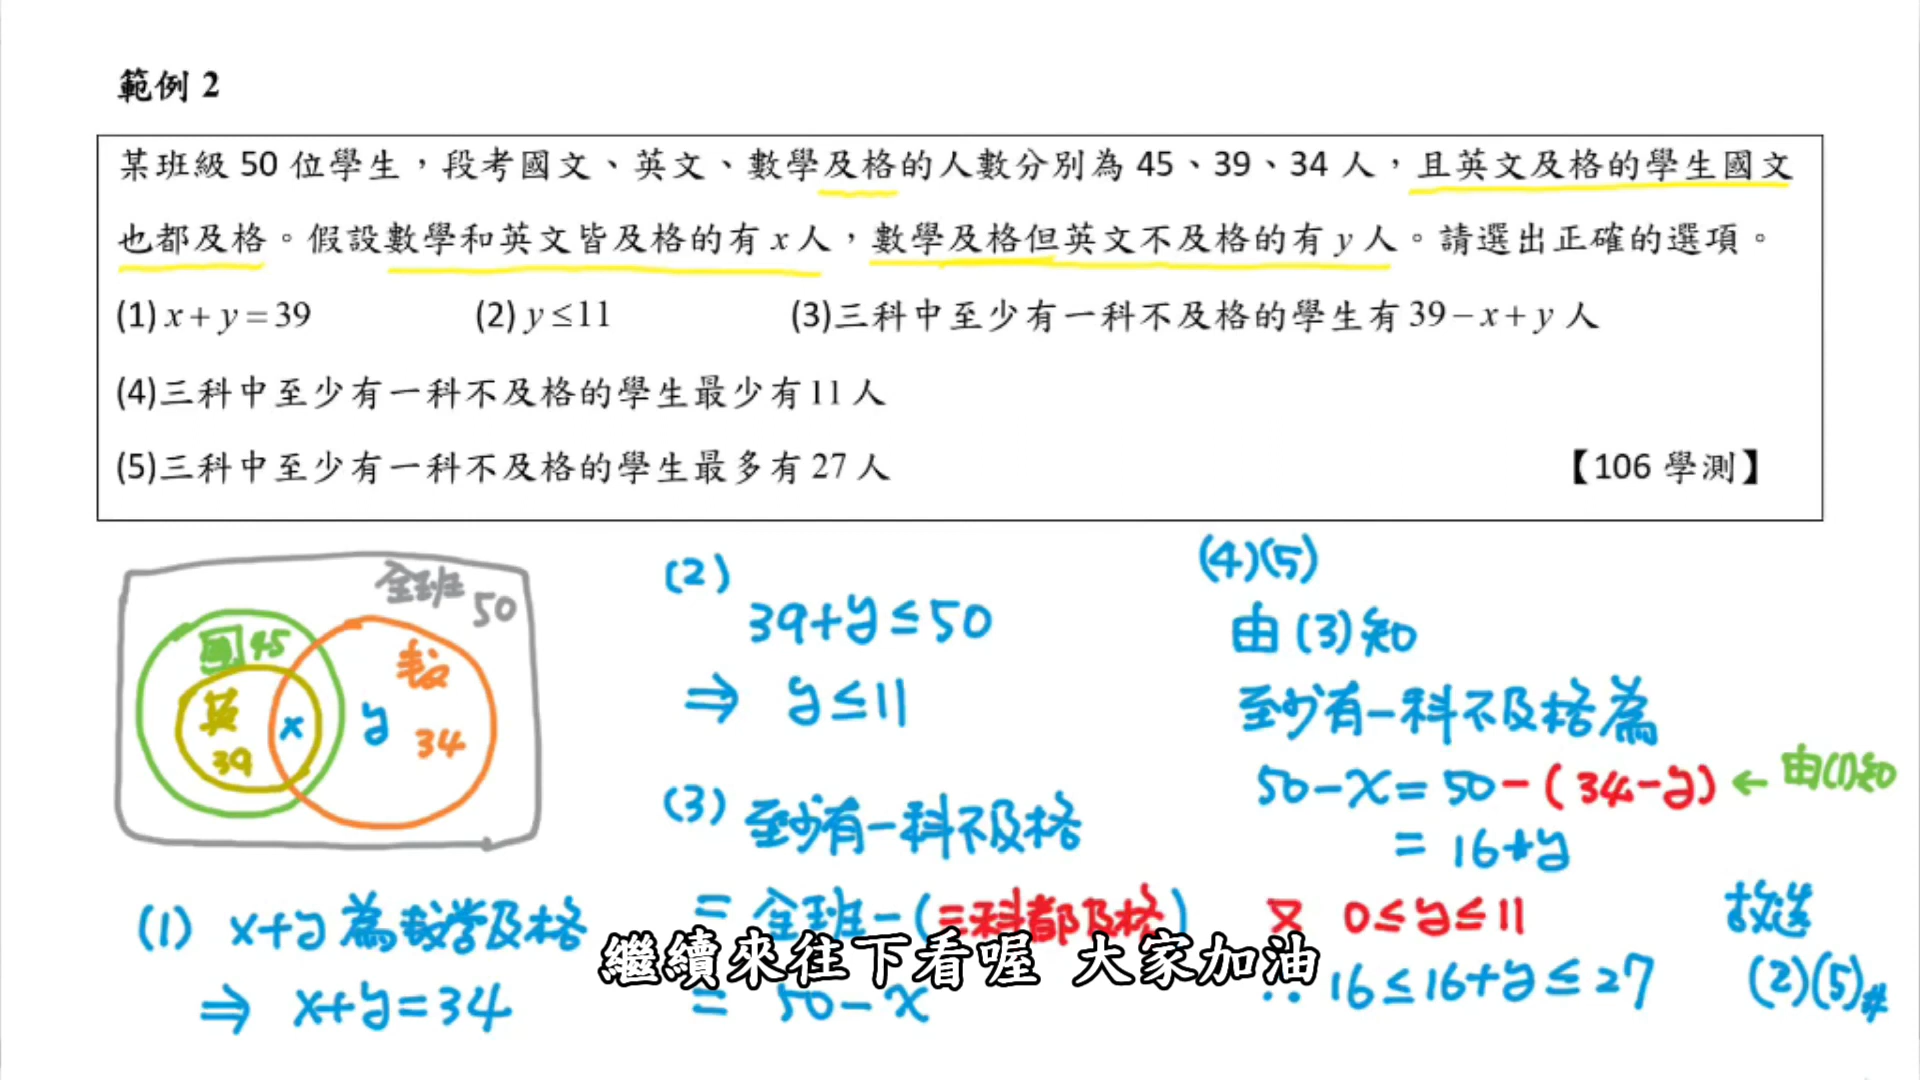 範例 2
某班級 50 位學生，段考國文、英文、數學及格的人數分別為 45、39、34 人，且英文及格的學生國文
也都及格。假設數學和英文皆及格的有 x 人，數學及格但英文不及格的有 y 人。請選出正確的選項。
(1) x + y = 39 (2) y ≤ 11 (3)三科中至少有一科不及格的學生有 39 − x + y 人
(4)三科中至少有一科不及格的學生最少有 11 人
(5)三科中至少有一科不及格的學生最多有 27 人 【106 學測】
全班 50
國 45
英 39
x
y
數 34
(1) x+y 為數学及格
⇒ x+y=34
(2)
39+y ≤ 50
⇒ y ≤ 11
(3) 至少有一科不及格
= 全班 − (三科都及格)
= 50 − x
(4)(5)
由 (3) 知
至少有一科不及格為
50 − x = 50 − ( 34−y) ← 由(1)知
= 16+y
又 0 ≤ y ≤ 11
∴ 16 ≤ 16+y ≤ 27
故選
(2)(5)#
繼續來往下看喔 大家加油